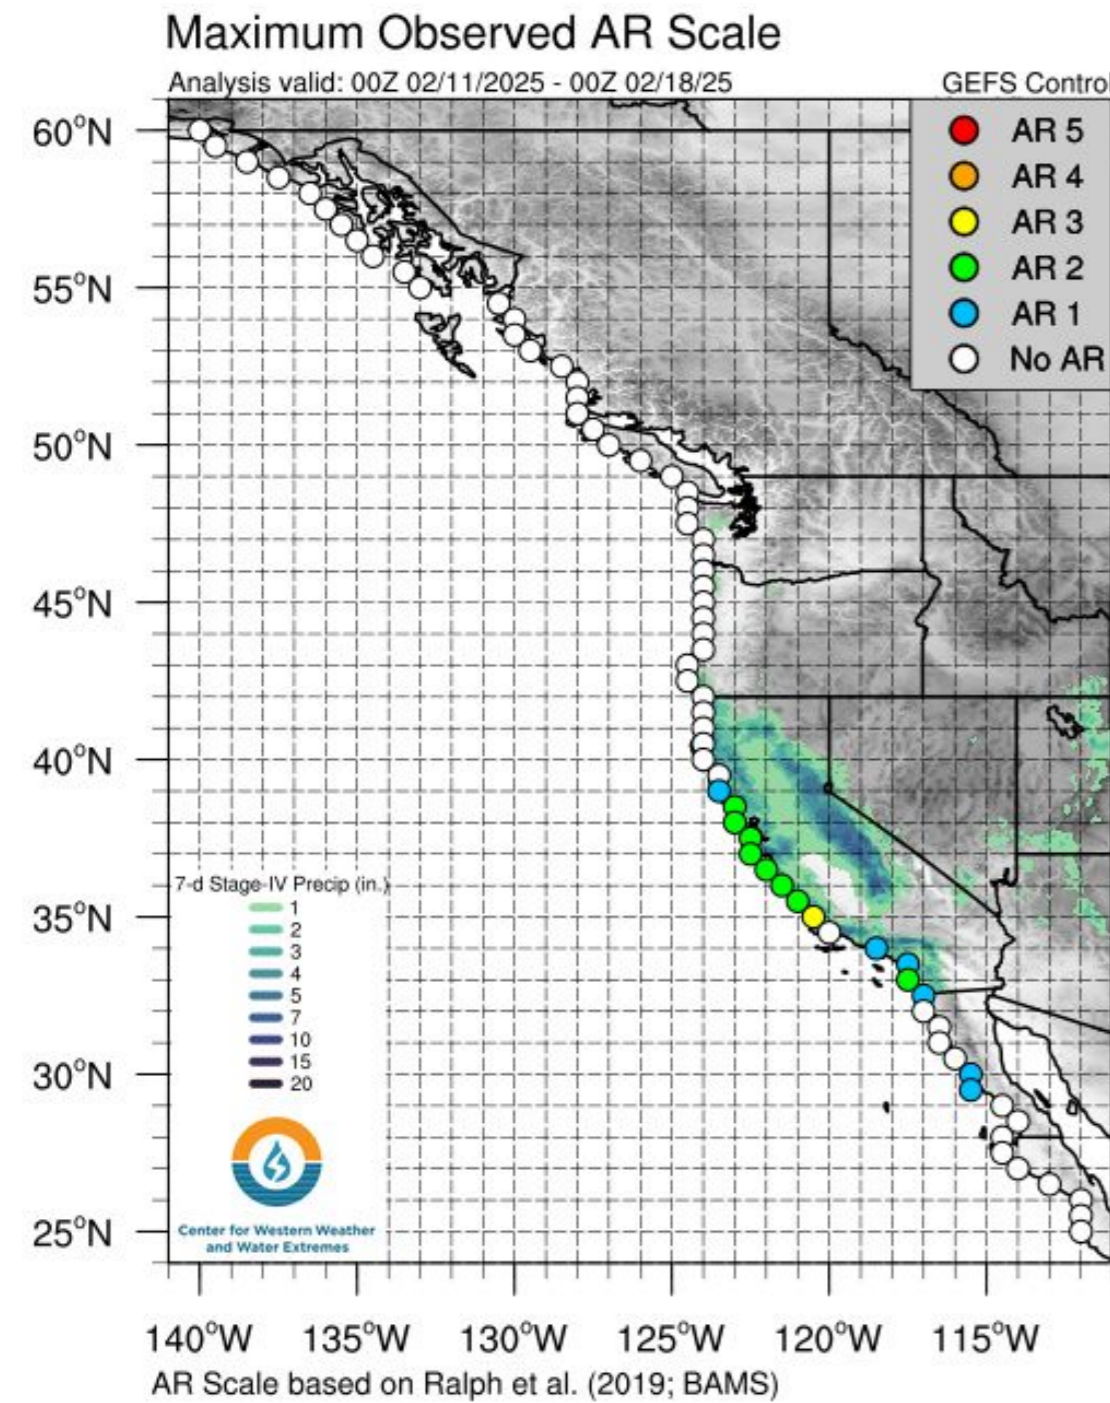 Maximum Observed AR Scale
Analysis valid: 00Z 02/11/2025 - 00Z 02/18/25
GEFS Control
AR 5
AR 4
AR 3
AR 2
AR 1
No AR
60°N
55°N
50°N
45°N
40°N
35°N
30°N
25°N
7-d Stage-IV Precip (in.)
1
2
3
4
5
7
10
15
20
Center for Western Weather
and Water Extremes
140°W 135°W 130°W 125°W 120°W 115°W
AR Scale based on Ralph et al. (2019; BAMS)